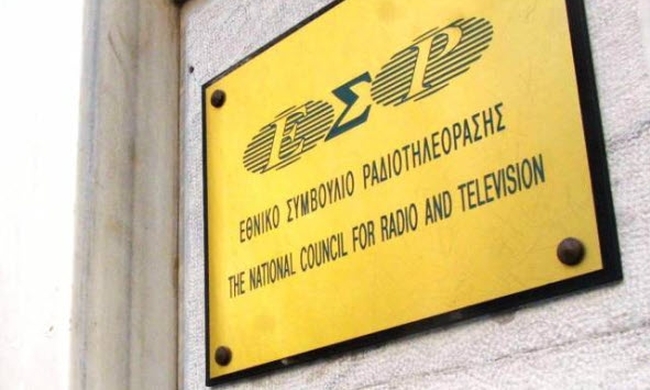 ΕΣΡ
ΕΘΝΙΚΟ ΣΥΜΒΟΥΛΙΟ ΡΑΔΙΟΤΗΛΕΟΡΑΣΗΣ
THE NATIONAL COUNCIL FOR RADIO AND TELEVISION